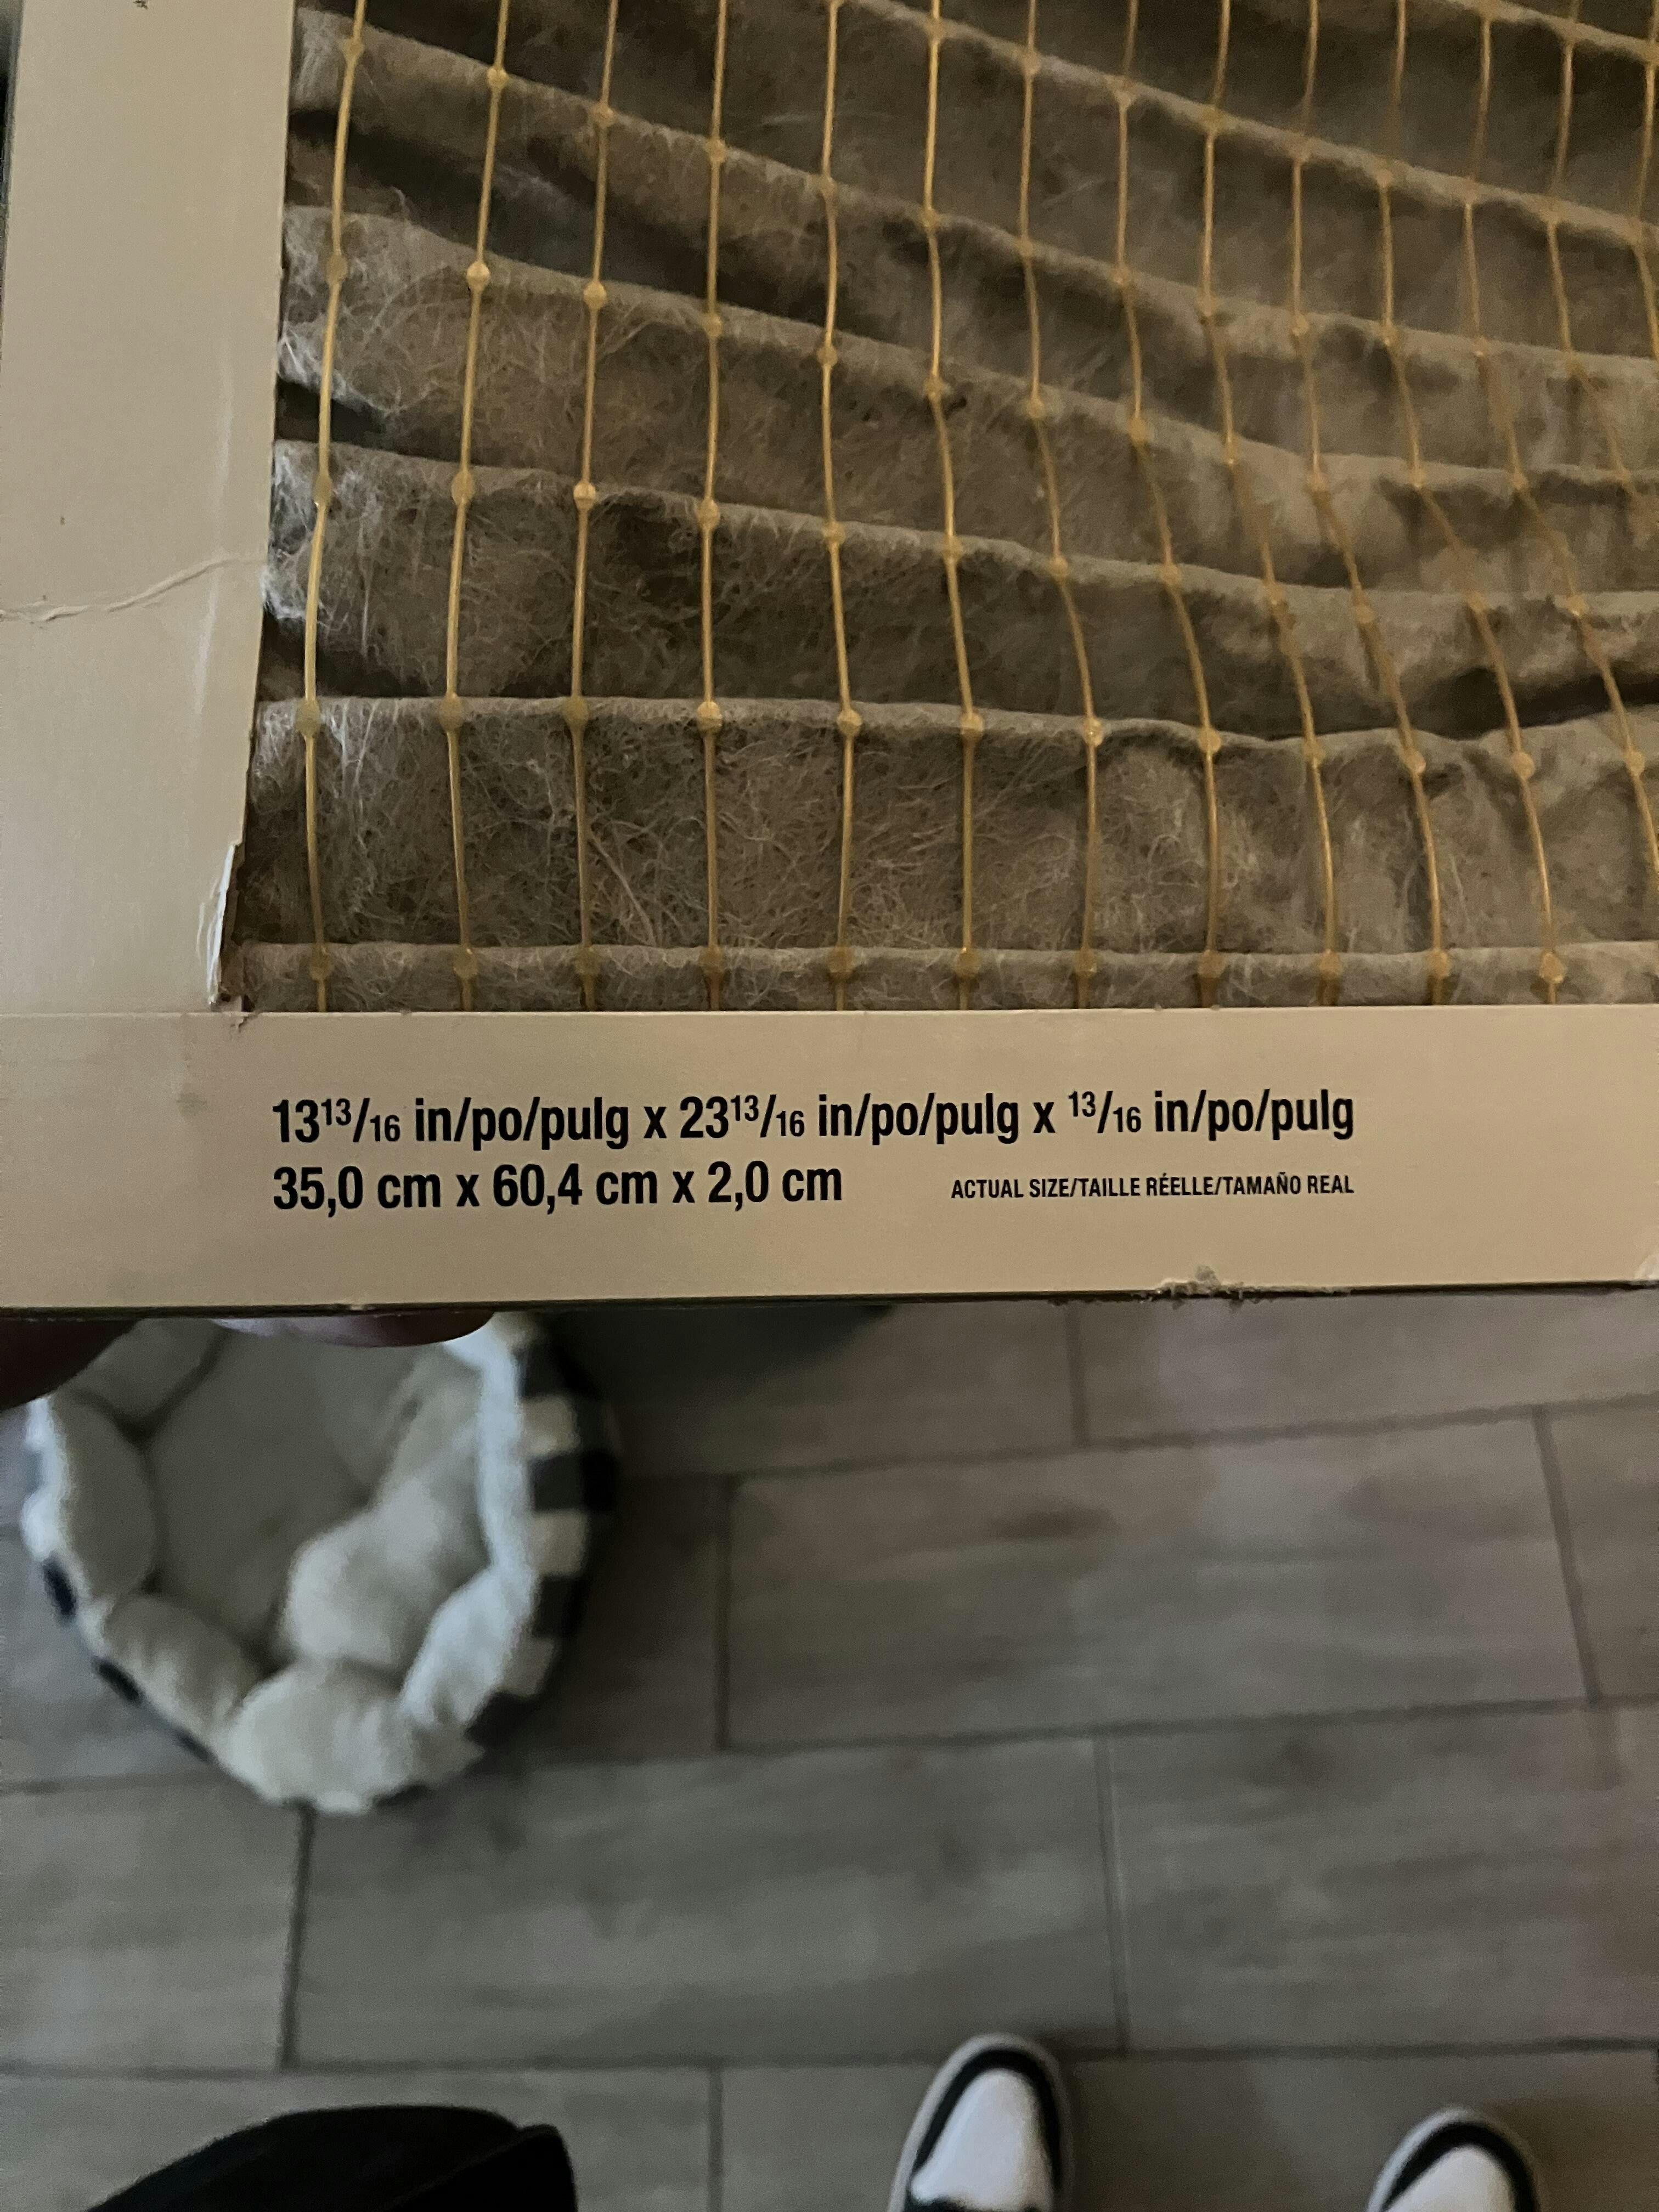 13¹³/₁₆ in/po/pulg x 23¹³/₁₆ in/po/pulg x ¹³/₁₆ in/po/pulg
35,0 cm x 60,4 cm x 2,0 cm ACTUAL SIZE/TAILLE RÉELLE/TAMAÑO REAL